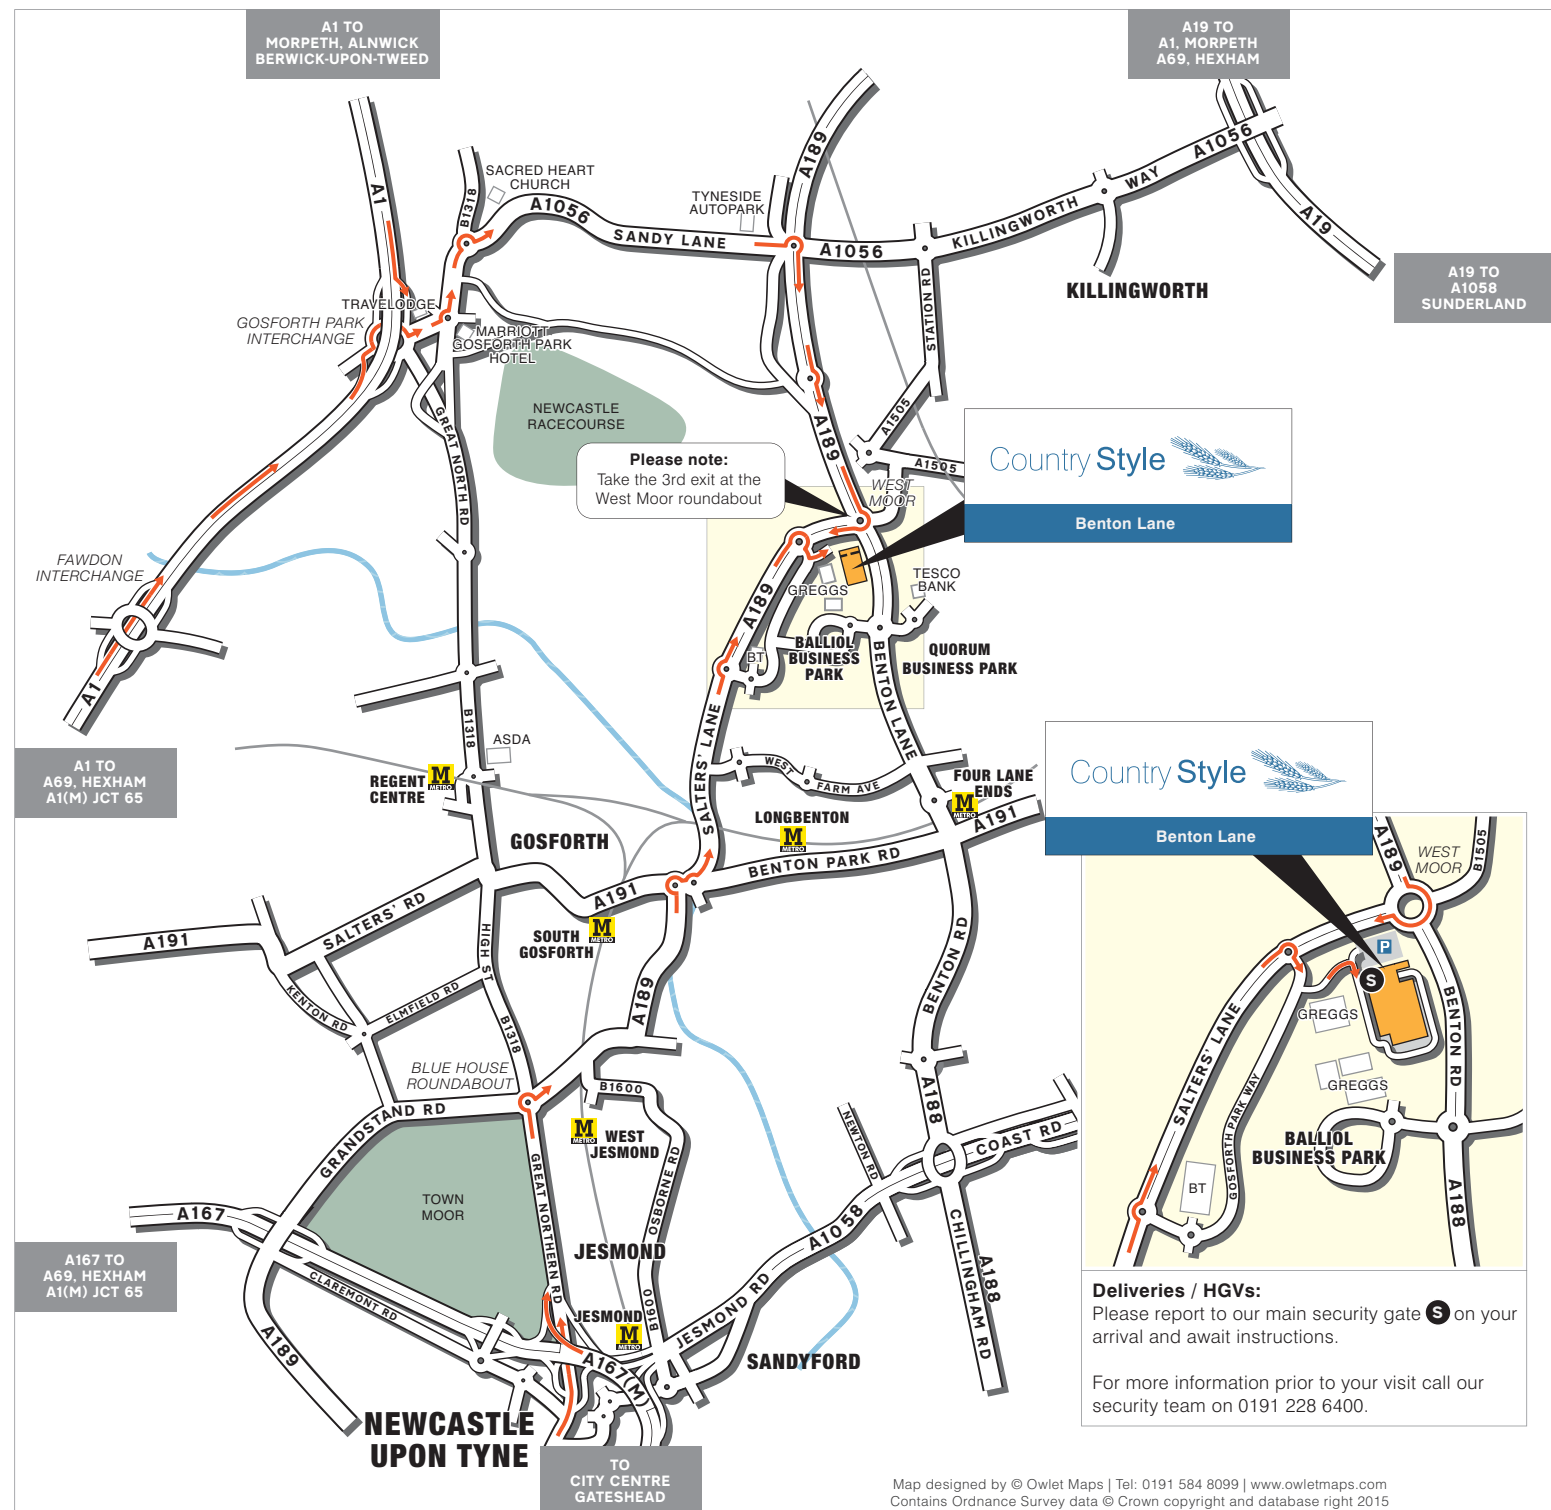 A1 TO
MORPETH, ALNWICK
BERWICK-UPON-TWEED
A19 TO
A1, MORPETH
A69, HEXHAM
A1
B1318
SACRED HEART
CHURCH
A1056
SANDY LANE
TYNESIDE
AUTOPARK
A189
A1056
KILLINGWORTH
WAY
A1056
A19
STATION RD
KILLINGWORTH
A19 TO
A1058
SUNDERLAND
TRAVELODGE
GOSFORTH PARK
INTERCHANGE
MARRIOTT
GOSFORTH PARK
HOTEL
NEWCASTLE
RACECOURSE
GREAT NORTH RD
A189
A1505
A1505
Please note:
Take the 3rd exit at the
West Moor roundabout
WEST
MOOR
Country Style
Benton Lane
FAWDON
INTERCHANGE
A1
GREGGS
TESCO
BANK
A189
BT
BALLIOL
BUSINESS
PARK
QUORUM
BUSINESS PARK
BENTON LANE
SALTERS' LANE
B1318
ASDA
A1 TO
A69, HEXHAM
A1(M) JCT 65
REGENT
CENTRE
M
METRO
WEST
FARM AVE
FOUR LANE
ENDS
M
METRO
A191
LONGBENTON
M
METRO
BENTON PARK RD
GOSFORTH
A191
SOUTH
GOSFORTH
M
METRO
SALTERS' RD
A191
HIGH ST
KENTON RD
ELMFIELD RD
B1318
A189
BENTON RD
BLUE HOUSE
ROUNDABOUT
GRANDSTAND RD
B1600
M
METRO
WEST
JESMOND
A188
NEWTON RD
COAST RD
TOWN
MOOR
GREAT NORTHERN RD
OSBORNE RD
JESMOND
A167
CLAREMONT RD
A167 TO
A69, HEXHAM
A1(M) JCT 65
A189
JESMOND
M
METRO
B1600
JESMOND RD
A1058
CHILLINGHAM RD
A188
A167(M)
SANDYFORD
NEWCASTLE
UPON TYNE
TO
CITY CENTRE
GATESHEAD
Country Style
Benton Lane
A189
WEST
MOOR
B1505
P
S
GREGGS
SALTERS' LANE
BENTON RD
GREGGS
GOSFORTH PARK WAY
BALLIOL
BUSINESS PARK
BT
A188
Deliveries / HGVs:
Please report to our main security gate S on your
arrival and await instructions.
For more information prior to your visit call our
security team on 0191 228 6400.
Map designed by © Owlet Maps | Tel: 0191 584 8099 | www.owletmaps.com
Contains Ordnance Survey data © Crown copyright and database right 2015